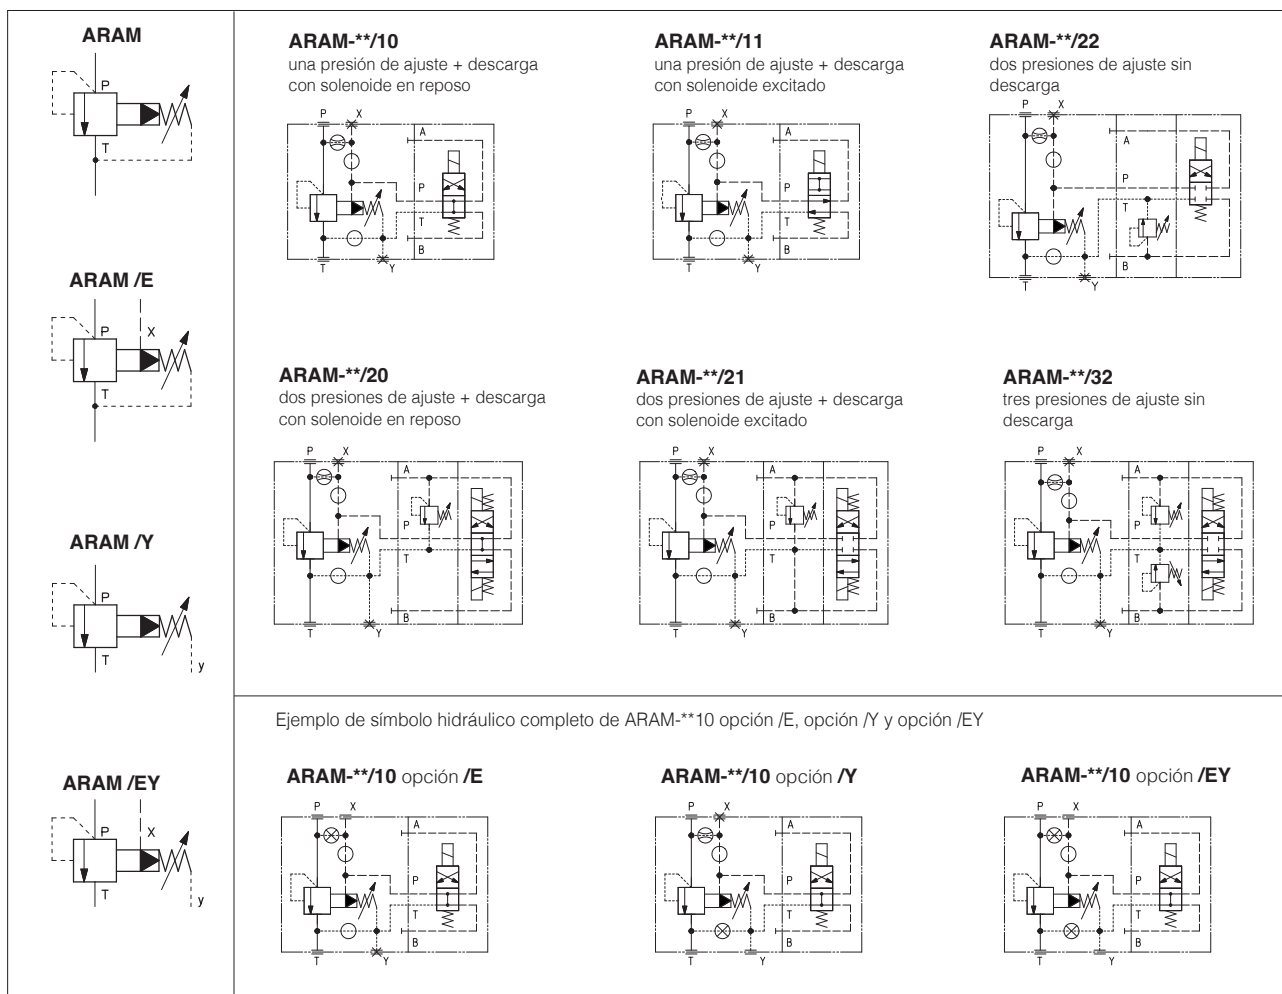 ARAM
P
T
ARAM /E
P
X
T
ARAM /Y
P
T
y
ARAM /EY
P
X
T
y
ARAM-**/10
una presión de ajuste + descarga
con solenoide en reposo
P
X
A
P
T
B
T
Y
ARAM-**/11
una presión de ajuste + descarga
con solenoide excitado
P
X
A
P
T
B
T
Y
ARAM-**/22
dos presiones de ajuste sin
descarga
P
X
A
P
T
B
T
Y
ARAM-**/20
dos presiones de ajuste + descarga
con solenoide en reposo
P
X
A
P
T
B
T
Y
ARAM-**/21
dos presiones de ajuste + descarga
con solenoide excitado
P
X
A
P
T
B
T
Y
ARAM-**/32
tres presiones de ajuste sin
descarga
P
X
A
P
T
B
T
Y
Ejemplo de símbolo hidráulico completo de ARAM-**10 opción /E, opción /Y y opción /EY
ARAM-**/10 opción /E
P
X
A
P
T
B
T
Y
ARAM-**/10 opción /Y
P
X
A
P
T
B
T
Y
ARAM-**/10 opción /EY
P
X
A
P
T
B
T
Y